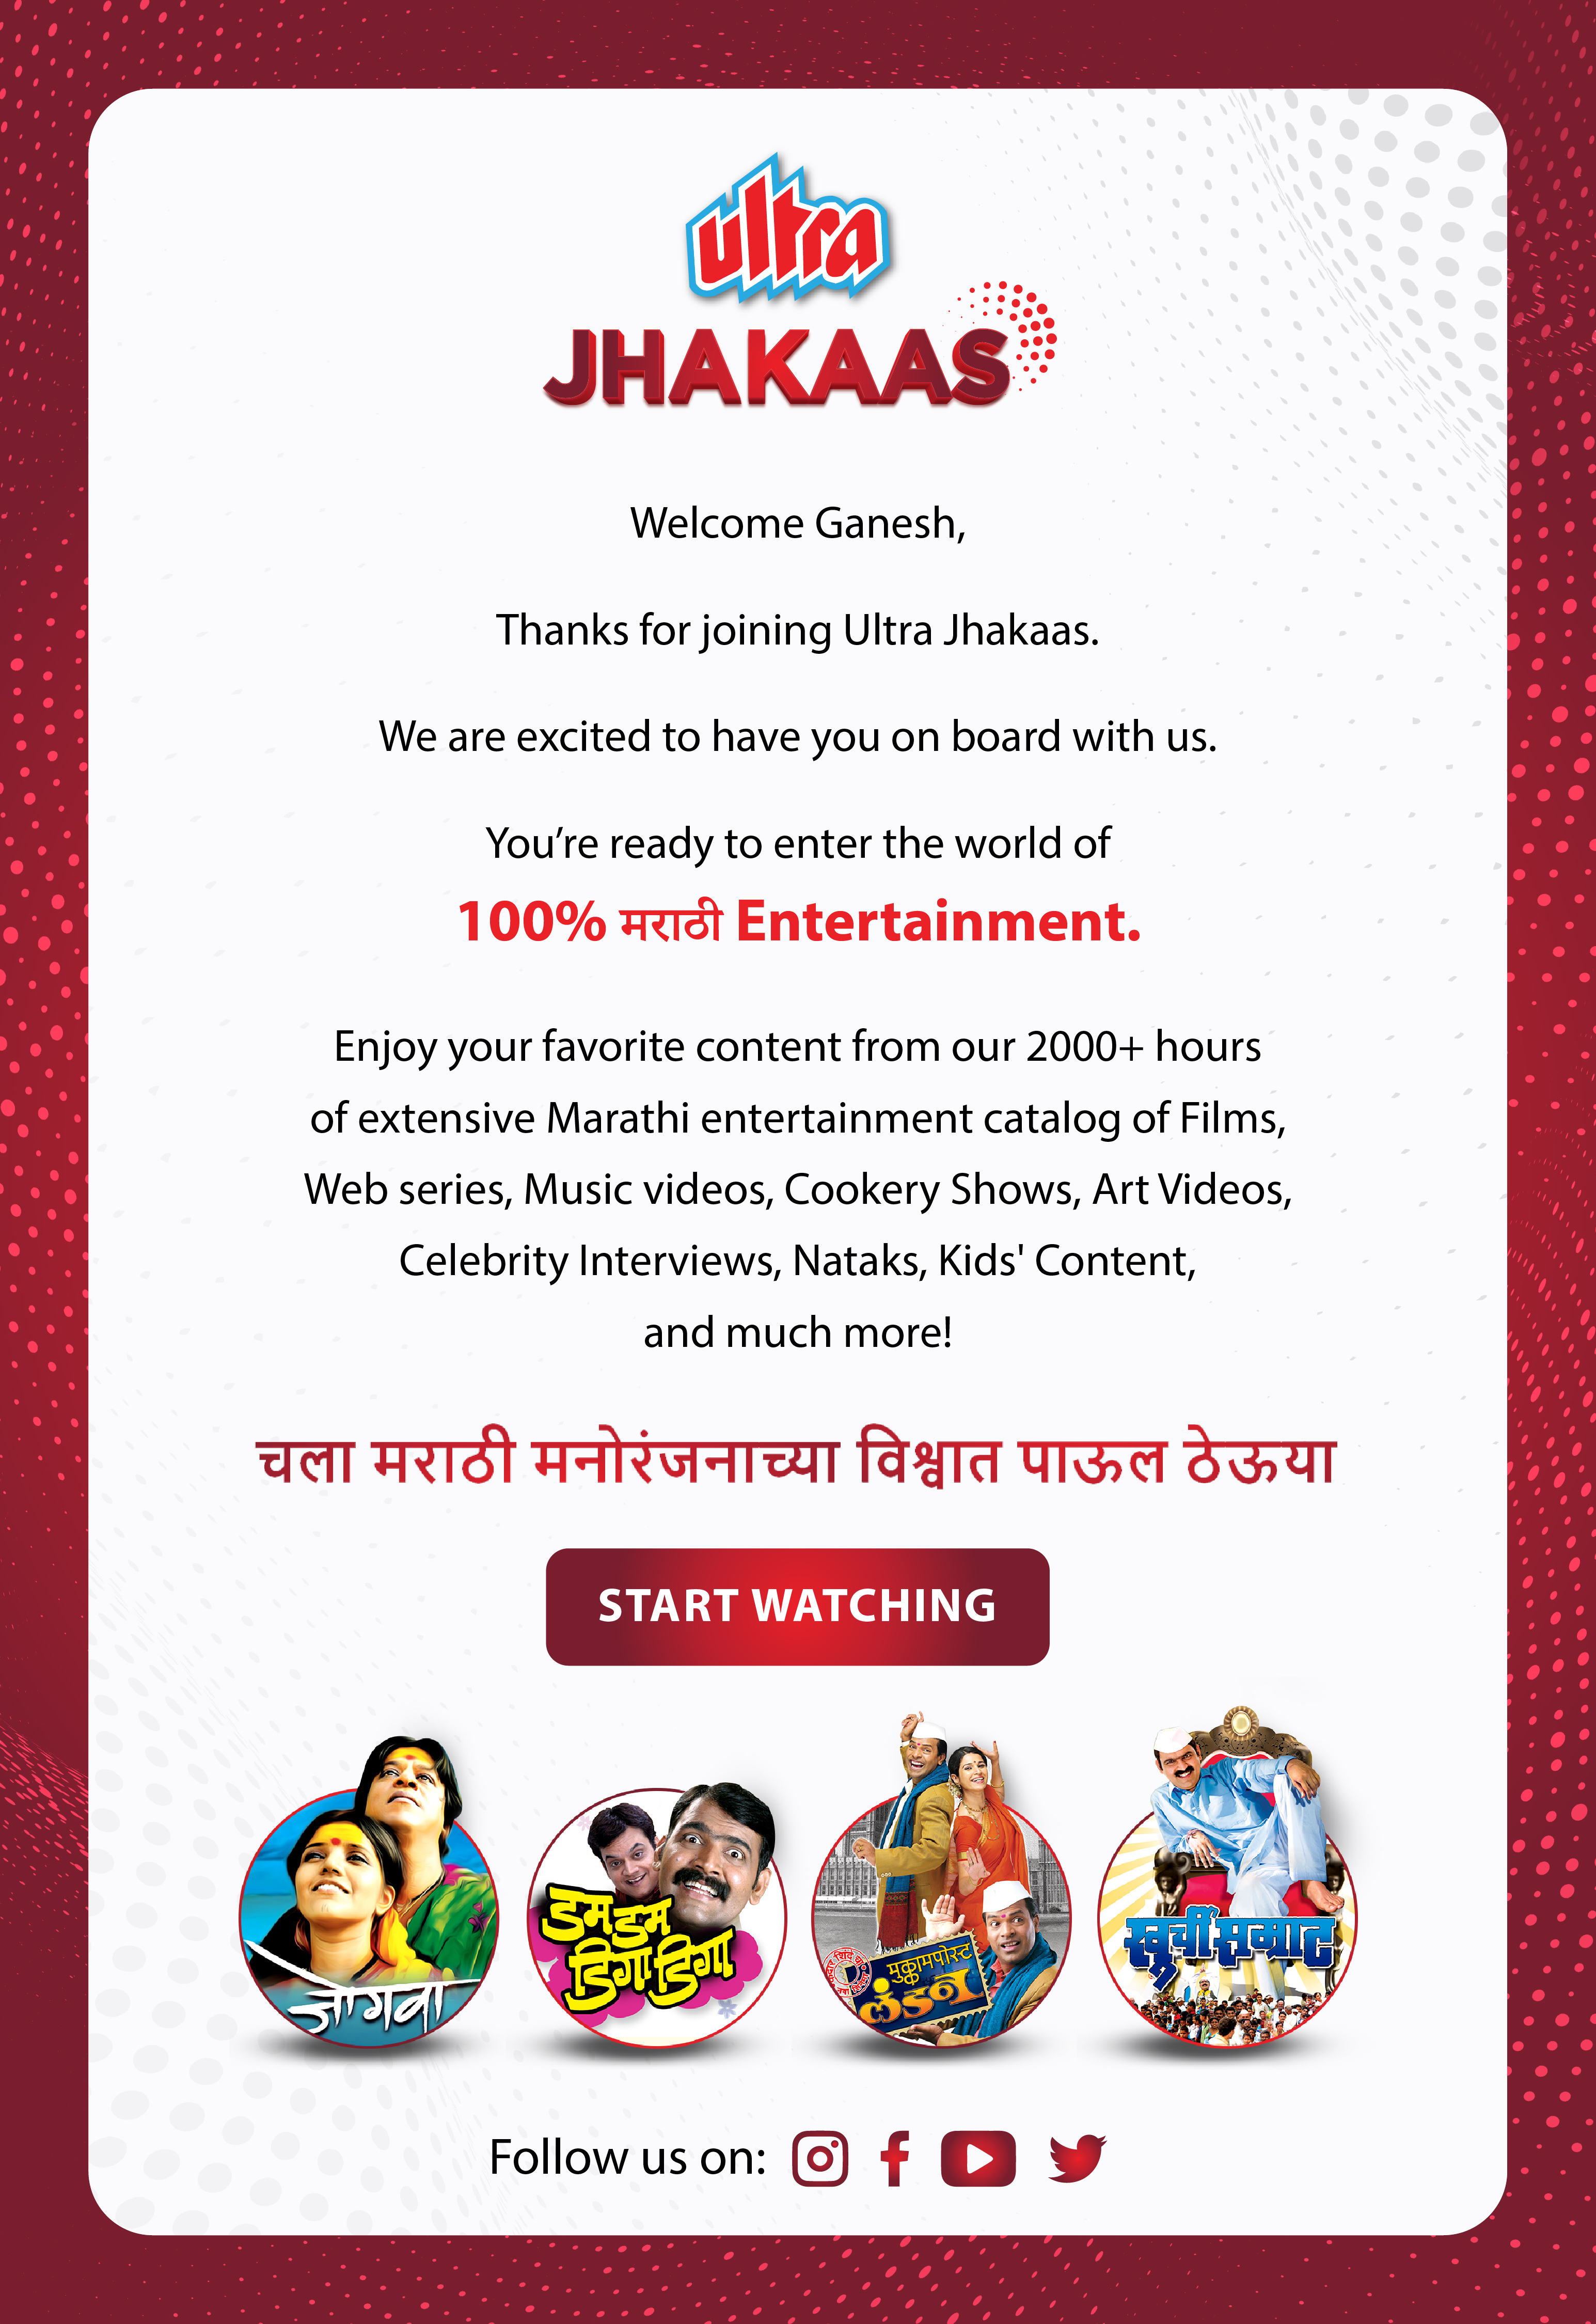 ultra
JHAKAAS
Welcome Ganesh,
Thanks for joining Ultra Jhakaas.
We are excited to have you on board with us.
You’re ready to enter the world of
100% मराठी Entertainment.
Enjoy your favorite content from our 2000+ hours
of extensive Marathi entertainment catalog of Films,
Web series, Music videos, Cookery Shows, Art Videos,
Celebrity Interviews, Nataks, Kids' Content,
and much more!
चला मराठी मनोरंजनाच्या विश्वात पाऊल ठेऊया
START WATCHING
जोगवा
डम डम
डिगा डिगा
मुक्कामपोस्ट
लंडन
खुर्ची सम्राट
Follow us on: